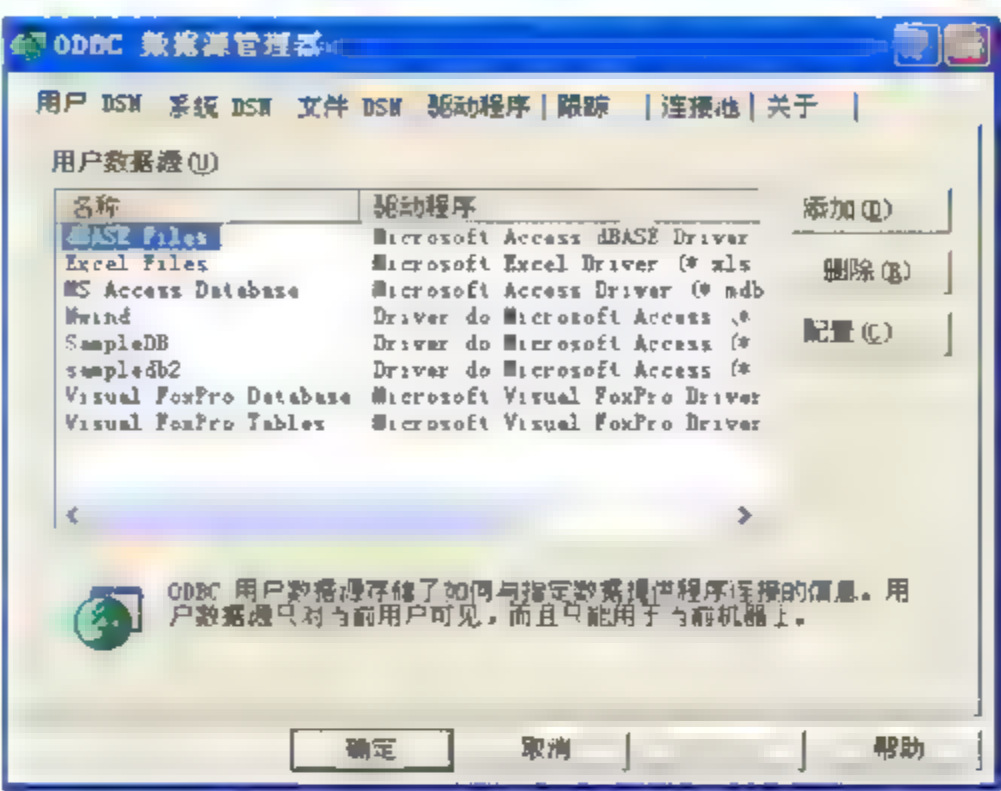 ODBC 数据源管理器
用户 DSN 系统 DSN 文件 DSN 驱动程序 跟踪 连接池 关于
用户数据源(U)
名称 驱动程序 添加(D)
dBASE Files Microsoft Access dBASE Driver
Excel Files Microsoft Excel Driver (* xls 删除(R)
MS Access Database Microsoft Access Driver (* mdb
Nwind Driver do Microsoft Access (*
配置(C)
SampleDB Driver do Microsoft Access (*
sampledb2 Driver do Microsoft Access (*
Visual FoxPro Database Microsoft Visual FoxPro Driver
Visual FoxPro Tables Microsoft Visual FoxPro Driver
ODBC 用户数据源存储了如何与指定数据提供程序连接的信息。用
户数据源只对当前用户可见,而且只能用于当前机器上。
确定 取消 帮助